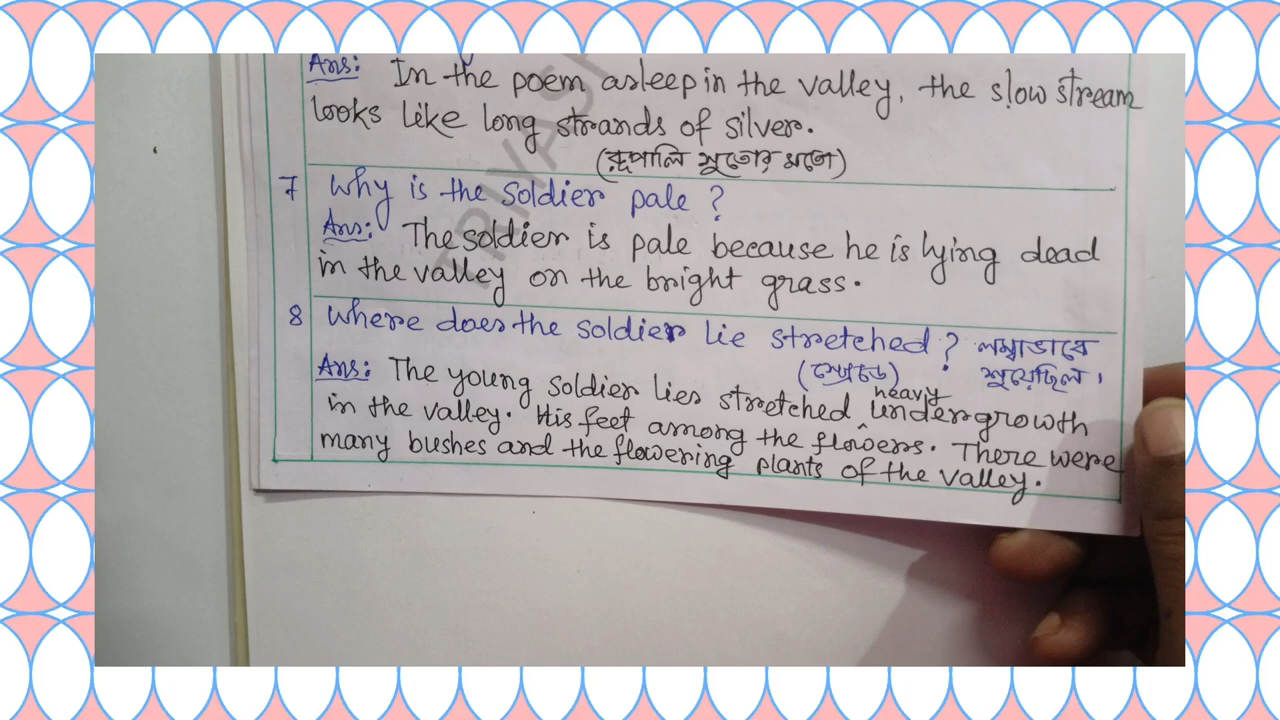 Ans: In the poem asleep in the valley, the slow stream
looks like long strands of silver.
(রূপালি সুতোর মতো)
7 Why is the soldier pale ?
Ans: The soldier is pale because he is lying dead
in the valley on the bright grass.
8 Where does the soldier lie stretched ? লম্বাভাবে
(স্ট্রেচড) শুয়েছিল।
Ans: The young soldier lies stretched ^ heavy undergrowth
in the valley. His feet among the flowers. There were
many bushes and the flowering plants of the valley.